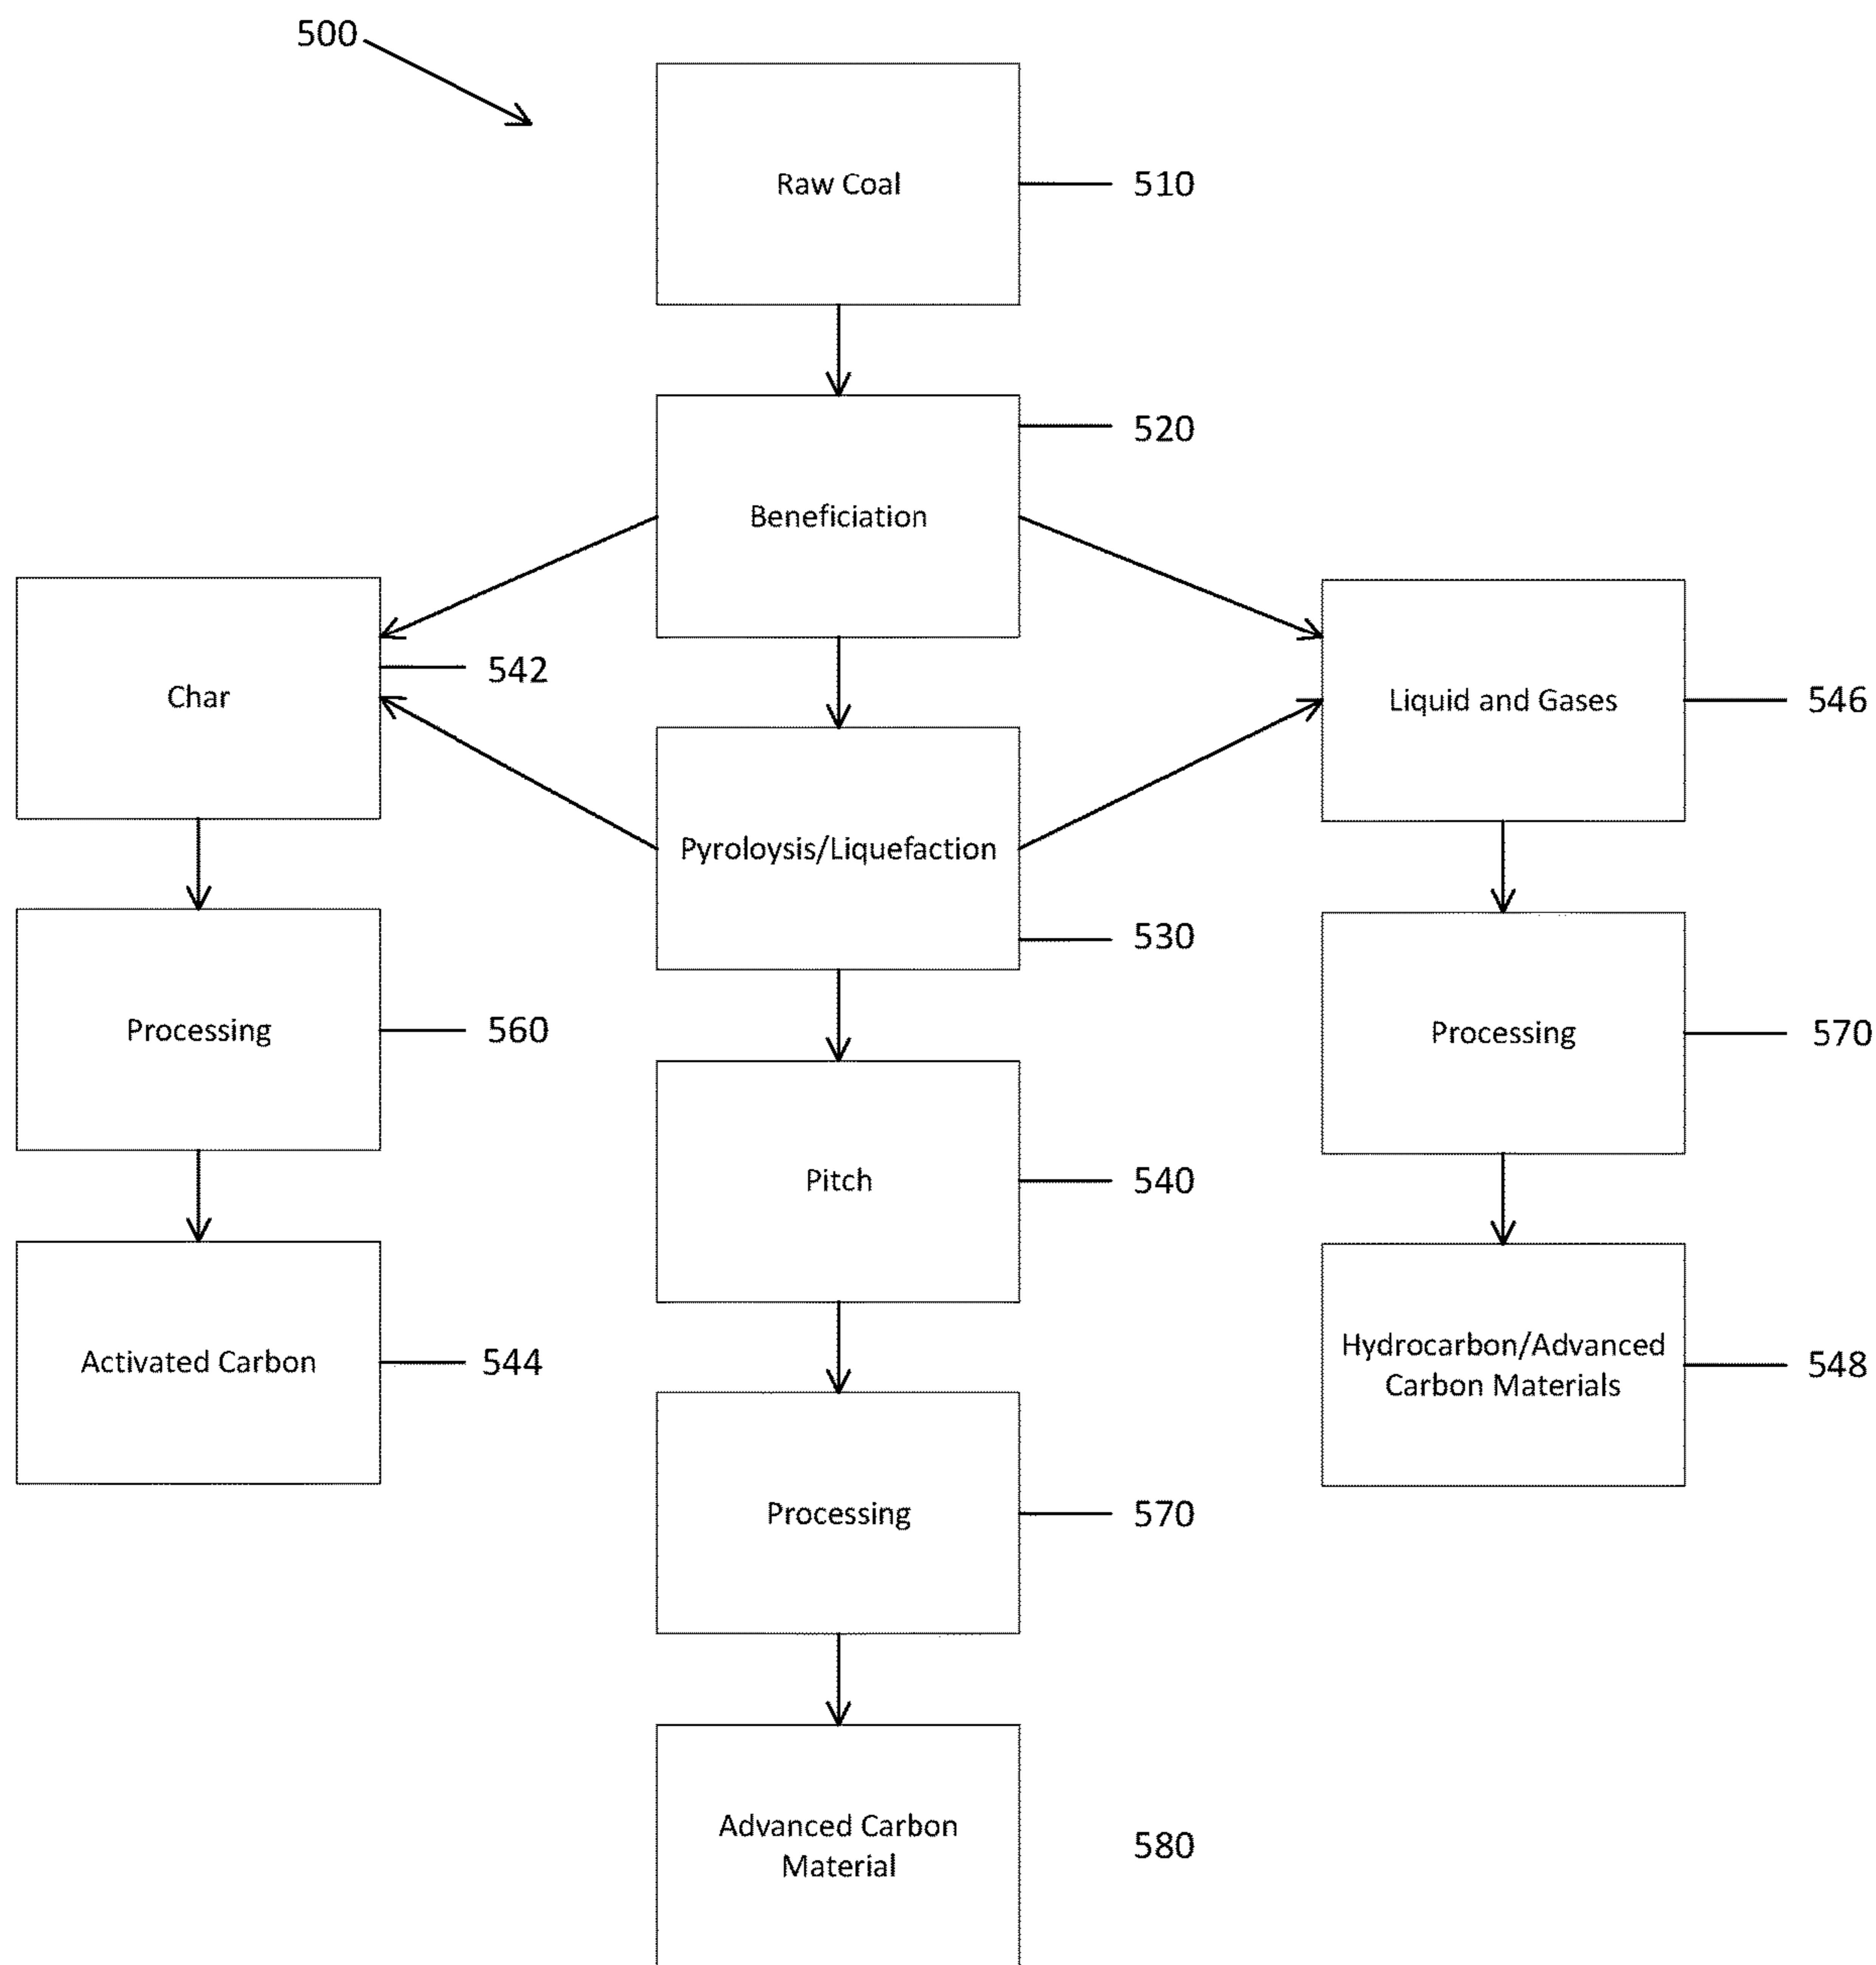 500
Raw Coal
510
520
Beneficiation
Char
542
Liquid and Gases
546
Pyroloysis/Liquefaction
530
Processing
560
Processing
570
Pitch
540
Activated Carbon
544
Hydrocarbon/Advanced
Carbon Materials
548
Processing
570
Advanced Carbon
Material
580